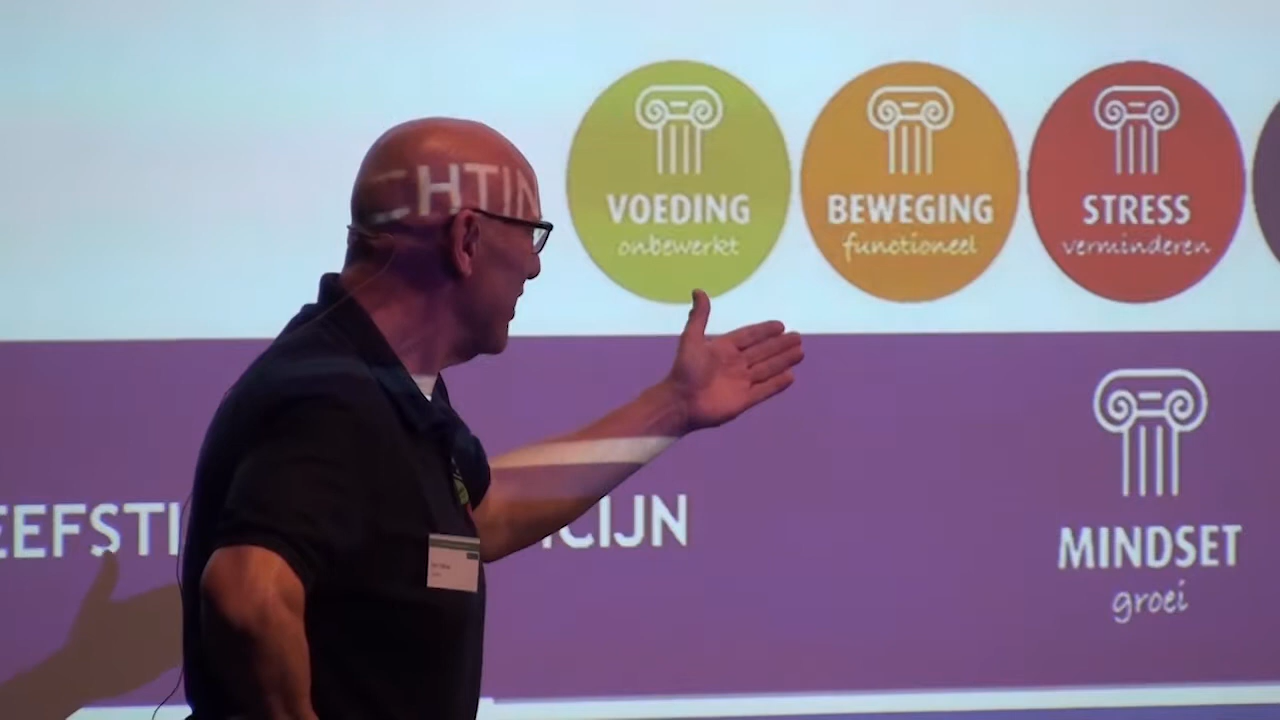 CHTIN
VOEDING
onbewerkt
BEWEGING
functioneel
STRESS
verminderen
EEFSTI ICIJN
MINDSET
groei